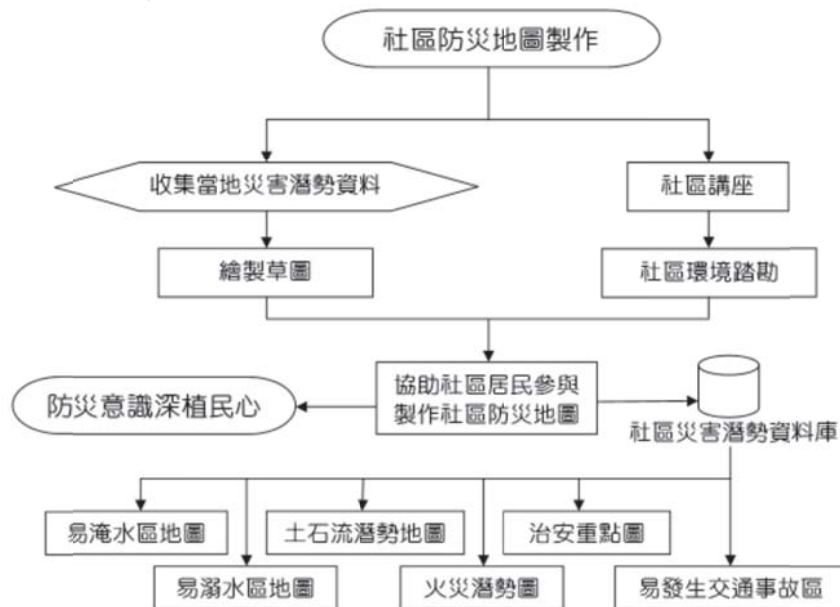 社區防災地圖製作
收集當地災害潛勢資料
社區講座
繪製草圖
社區環境踏勘
協助社區居民參與
製作社區防災地圖
防災意識深植民心
社區災害潛勢資料庫
易淹水區地圖
土石流潛勢地圖
治安重點圖
易溺水區地圖
火災潛勢圖
易發生交通事故區